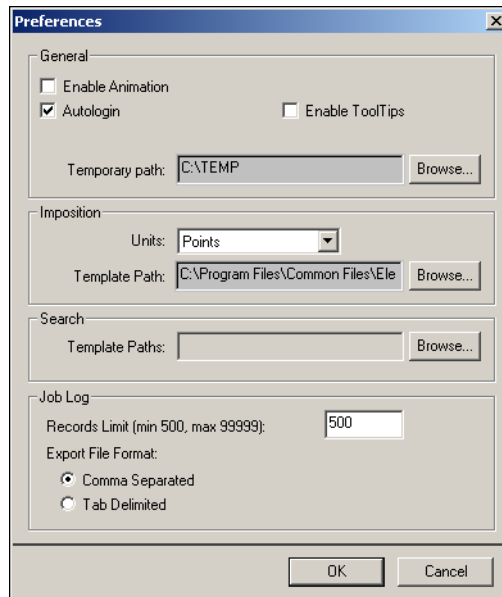 Preferences
General
Enable Animation
Autologin Enable ToolTips
Temporary path: C:\TEMP Browse...
Imposition
Units: Points
Template Path: C:\Program Files\Common Files\Ele Browse...
Search
Template Paths: Browse...
Job Log
Records Limit (min 500, max 99999): 500
Export File Format:
Comma Separated
Tab Delimited
OK Cancel